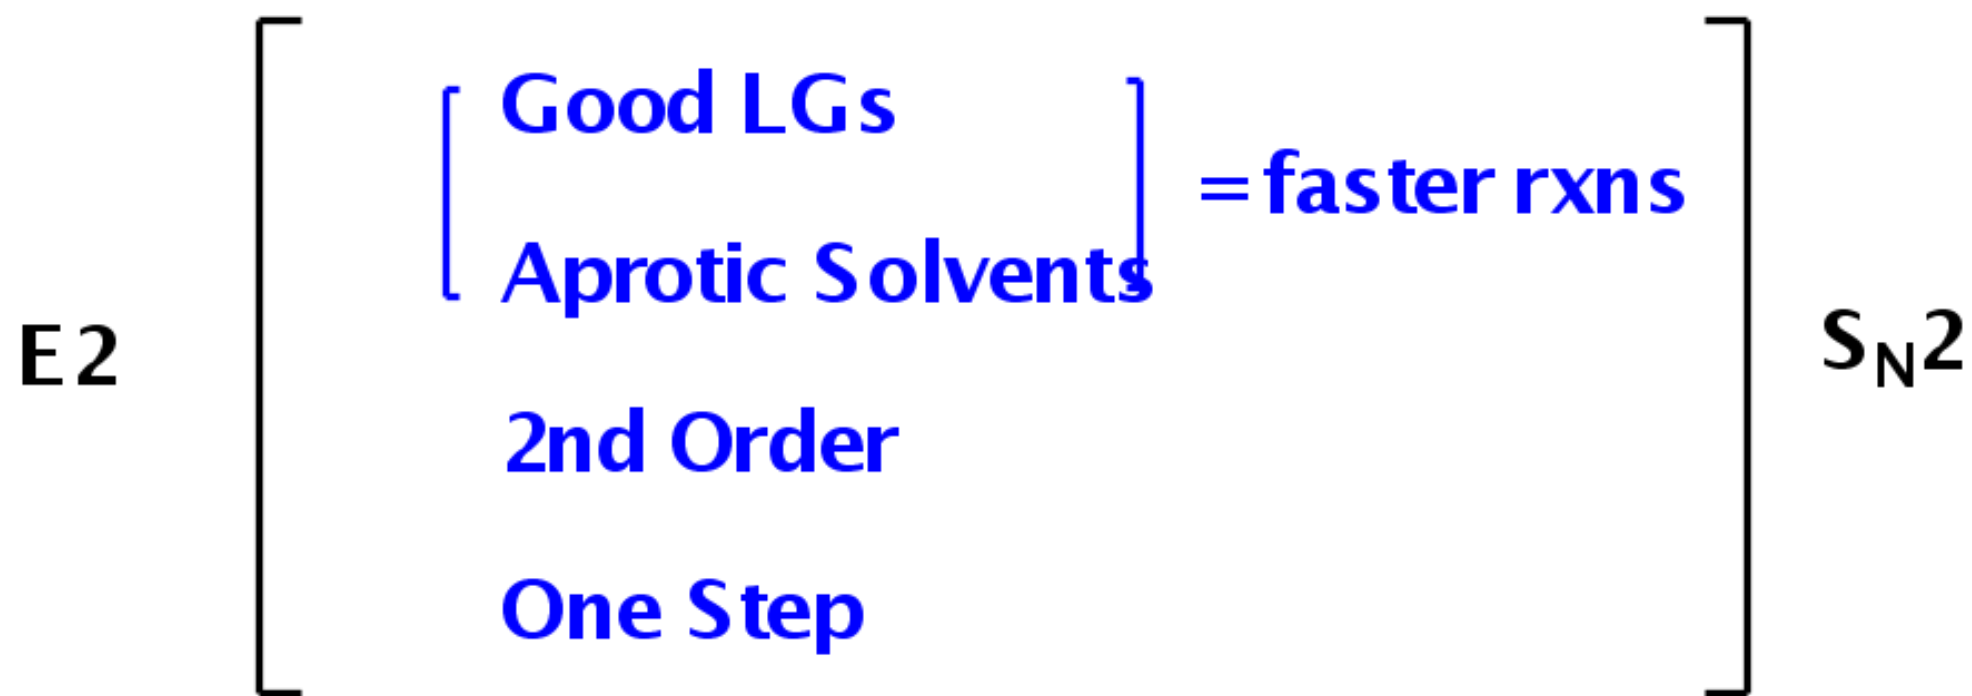 Good LGs
= faster rxns
Aprotic Solvents
E2
SN2
2nd Order
One Step